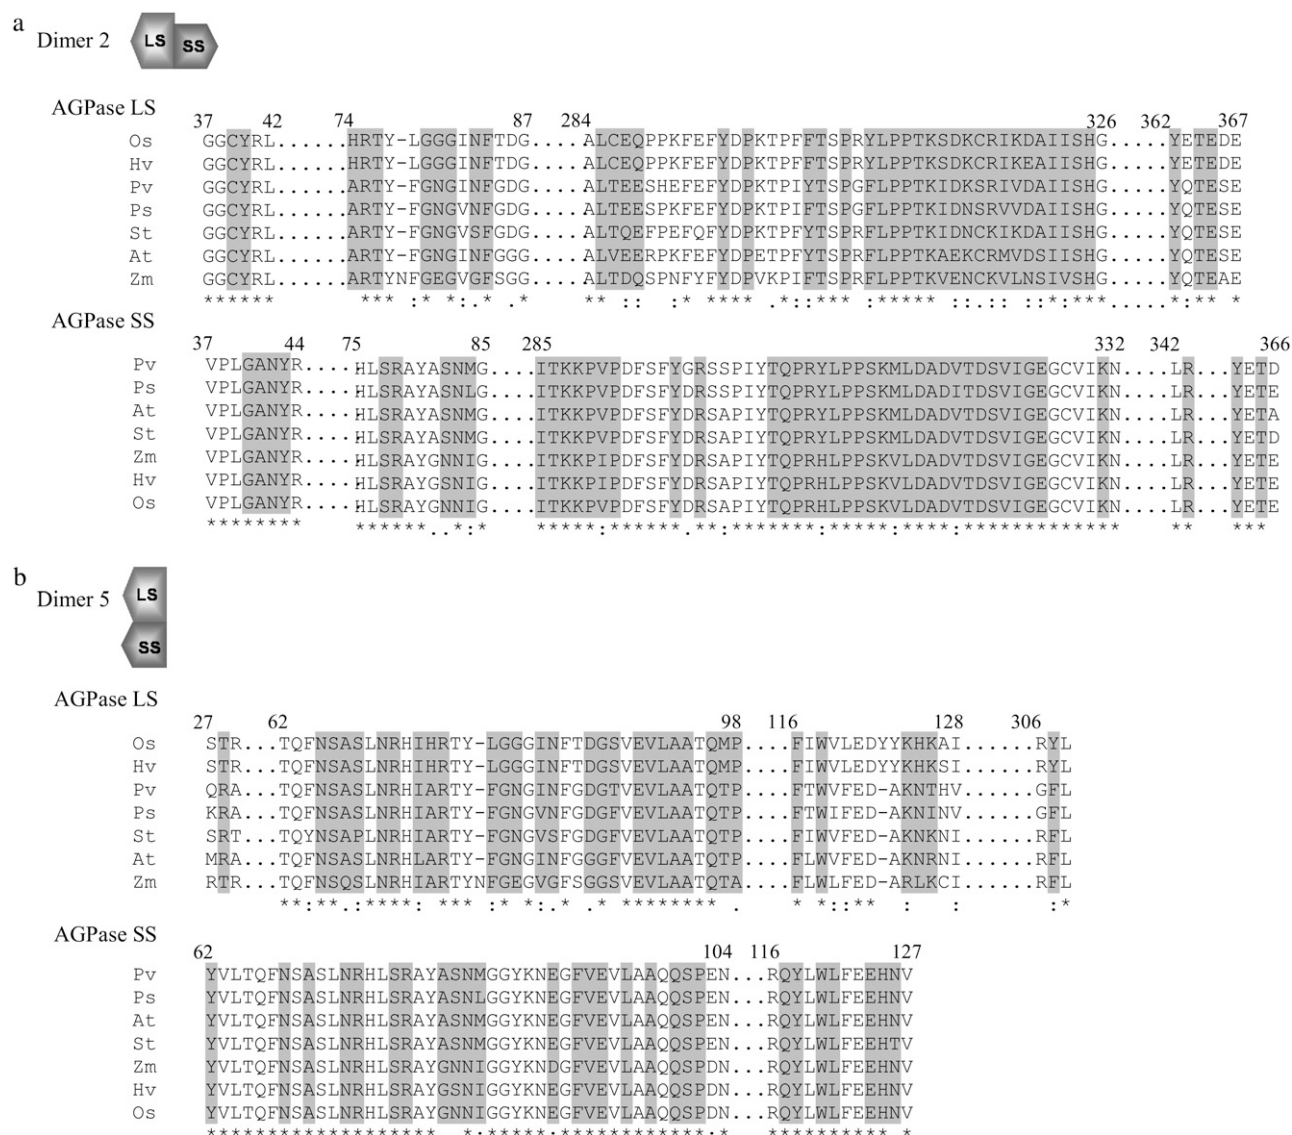 a
Dimer 2
LS SS
AGPase LS
37 42 74 87 284 326 362 367
Os GGCYRL......HRTY-LGGGINFTDG....ALCEQPPKFEFYDPKTPFFTSPRYLPPTKSDKCRIKDAIISHG.....YETEDE
Hv GGCYRL......HRTY-LGGGINFTDG....ALCEQPPKFEFYDPKTPFFTSPRYLPPTKSDKCRIKEAIISHG.....YETEDE
Pv GGCYRL......ARTY-FGNGINFGDG....ALTEESHEFEFYDPKTPIYTSPGFLPPTKIDKSRIVDAIISHG.....YQTESE
Ps GGCYRL......ARTY-FGNGVNFGDG....ALTEESPKFEFYDPKTPIFTSPGFLPPTKIDNSRVVDAIISHG.....YQTESE
St GGCYRL......ARTY-FGNGVSFGDG....ALTQEFPEFQFYDPKTPFYTSPRFLPPTKIDNCKIKDAIISHG.....YQTESE
At GGCYRL......ARTY-FGNGINFGGG....ALVEERPKFEFYDPETPFYTSPRFLPPTKAEKCRMVDSIISHG.....YQTESE
Zm GGCYRL......ARTYNFGEGVGFSGG....ALTDQSPNFYFYDPVKPIFTSPRFLPPTKVENCKVLNSIVSHG.....YQTEAE
AGPase SS
37 44 75 85 285 332 342 366
Pv VPLGANYR....HLSRAYASNMG....ITKKPVPDFSFYGRSSPIYTQPRYLPPSKMLDADVTDSVIGEGCVIKN....LR...YETD
Ps VPLGANYR....HLSRAYASNLG....ITKKPVPDFSFYDRSSPIYTQPRYLPPSKMLDADITDSVIGEGCVIKN....LR...YETE
At VPLGANYR....HLSRAYASNMG....ITKKPVPDFSFYDRSAPIYTQPRYLPPSKMLDADVTDSVIGEGCVIKN....LR...YETA
St VPLGANYR....HLSRAYASNMG....ITKKPVPDFSFYDRSAPIYTQPRYLPPSKMLDADVTDSVIGEGCVIKN....LR...YETD
Zm VPLGANYR....HLSRAYGNNIG....ITKKPIPDFSFYDRSAPIYTQPRHLPPSKVLDADVTDSVIGEGCVIKN....LR...YETE
Hv VPLGANYR....HLSRAYGSNIG....ITKKPIPDFSFYDRSAPIYTQPRHLPPSKVLDADVTDSVIGEGCVIKN....LR...YETE
Os VPLGANYR....HLSRAYGNNIG....ITKKPVPDFSFYDRSAPIYTQPRHLPPSKMLDADVTDSVIGEGCVIKN....LR...YETE
b
Dimer 5
LS
SS
AGPase LS
27 62 98 116 128 306
Os STR...TQFNSASLNRHIHRTY-LGGGINFTDGSVEVLAATQMP....FIWVLEDYYKHKAI......RYL
Hv STR...TQFNSASLNRHIHRTY-LGGGINFTDGSVEVLAATQMP....FIWVLEDYYKHKSI......RYL
Pv QRA...TQFNSASLNRHIARTY-FGNGINFGDGTVEVLAATQTP....FTWVFED-AKNTHV......GFL
Ps KRA...TQFNSASLNRHIARTY-FGNGVNFGDGFVEVLAATQTP....FTWIFED-AKNINV......GFL
St SRT...TQYNSAPLNRHIARTY-FGNGVSFGDGFVEVLAATQTP....FIWVFED-AKNKNI......RFL
At MRA...TQFNSASLNRHLARTY-FGNGINFGGGFVEVLAATQTP....FLWVFED-AKNRNI......RFL
Zm RTR...TQFNSQSLNRHIARTYNFGEGVGFSGGSVEVLAATQTA....FLWLFED-ARLKCI......RFL
AGPase SS
62 104 116 127
Pv YVLTQFNSASLNRHLSRAYASNMGGYKNEGFVEVLAAQQSPEN...RQYLWLFEEHNV
Ps YVLTQFNSASLNRHLSRAYASNLGGYKNEGFVEVLAAQQSPEN...RQYLWLFEEHNV
At YVLTQFNSASLNRHLSRAYASNMGGYKNEGFVEVLAAQQSPEN...RQYLWLFEEHNV
St YVLTQFNSASLNRHLSRAYASNMGGYKNEGFVEVLAAQQSPEN...RQYLWLFEEHTV
Zm YVLTQFNSASLNRHLSRAYGNNIGGYKNDGFVEVLAAQQSPDN...RQYLWLFEEHNV
Hv YVLTQFNSASLNRHLSRAYGSNIGGYKNEGFVEVLAAQQSPDN...RQYLWLFEEHNV
Os YVLTQFNSASLNRHLSRAYGNNIGGYKNEGFVEVLAAQQSPDN...RQYLWLFEEHNV